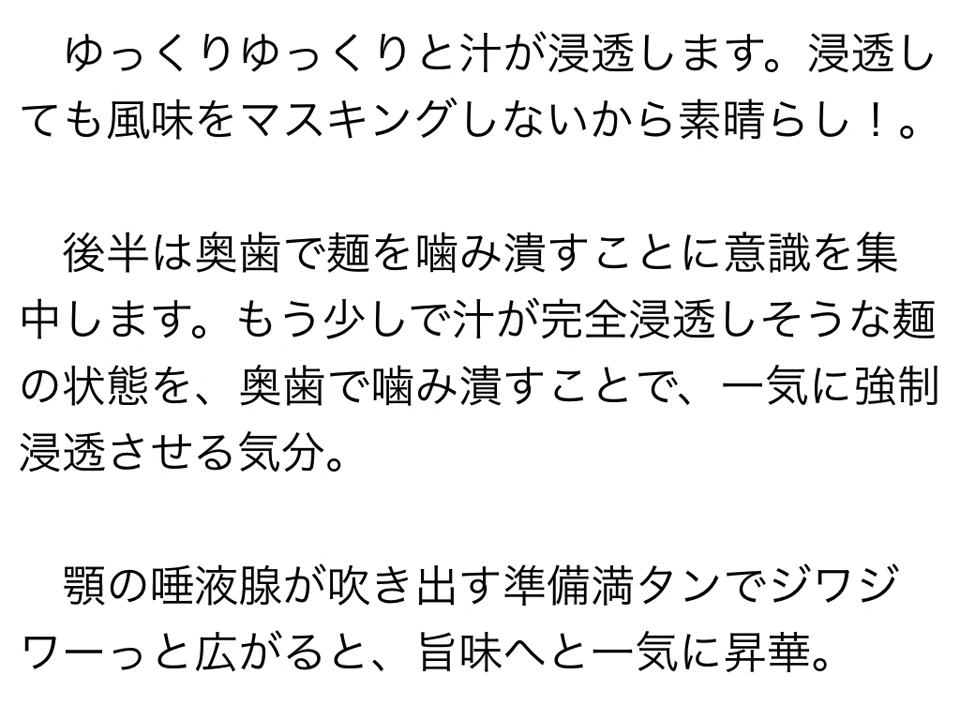 ゆっくりゆっくりと汁が浸透します。浸透し
ても風味をマスキングしないから素晴らし！。
　後半は奥歯で麺を噛み潰すことに意識を集
中します。もう少しで汁が完全浸透しそうな麺
の状態を、奥歯で噛み潰すことで、一気に強制
浸透させる気分。
　顎の唾液腺が吹き出す準備満タンでジワジ
ワーっと広がると、旨味へと一気に昇華。